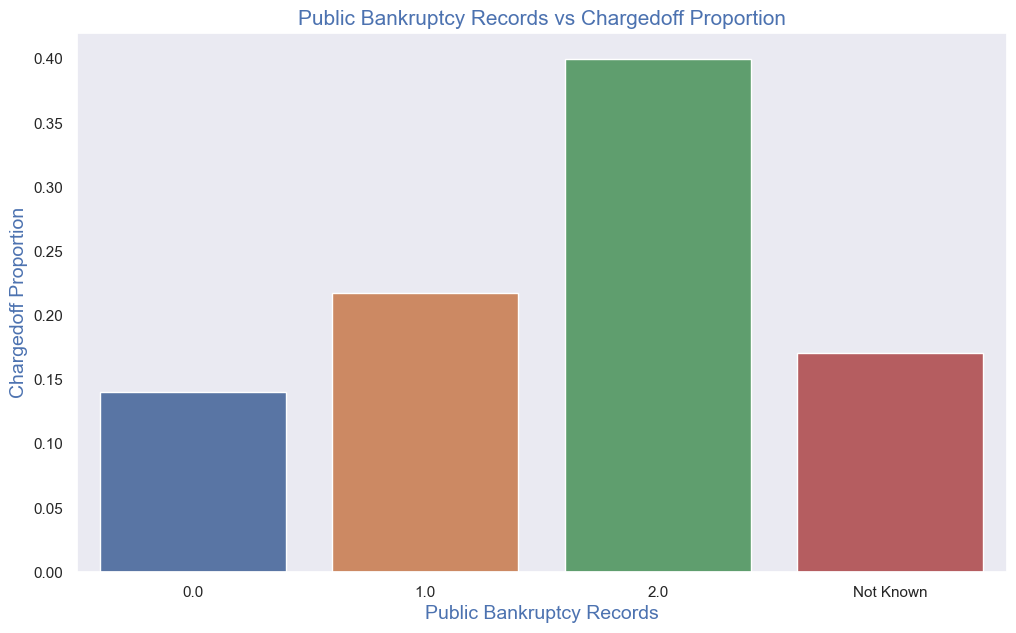 Public Bankruptcy Records vs Chargedoff Proportion
0.40
0.35
0.30
0.25
0.20
0.15
0.10
0.05
0.00
Chargedoff Proportion
0.0 1.0 2.0 Not Known
Public Bankruptcy Records